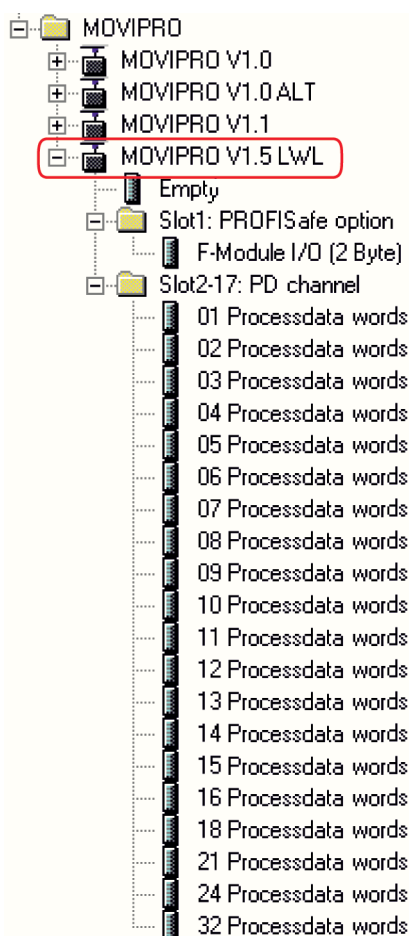 MOVIPRO
MOVIPRO V1.0
MOVIPRO V1.0 ALT
MOVIPRO V1.1
MOVIPRO V1.5 LWL
Empty
Slot1: PROFISafe option
F-Module I/O (2 Byte)
Slot2-17: PD channel
01 Processdata words
02 Processdata words
03 Processdata words
04 Processdata words
05 Processdata words
06 Processdata words
07 Processdata words
08 Processdata words
09 Processdata words
10 Processdata words
11 Processdata words
12 Processdata words
13 Processdata words
14 Processdata words
15 Processdata words
16 Processdata words
18 Processdata words
21 Processdata words
24 Processdata words
32 Processdata words